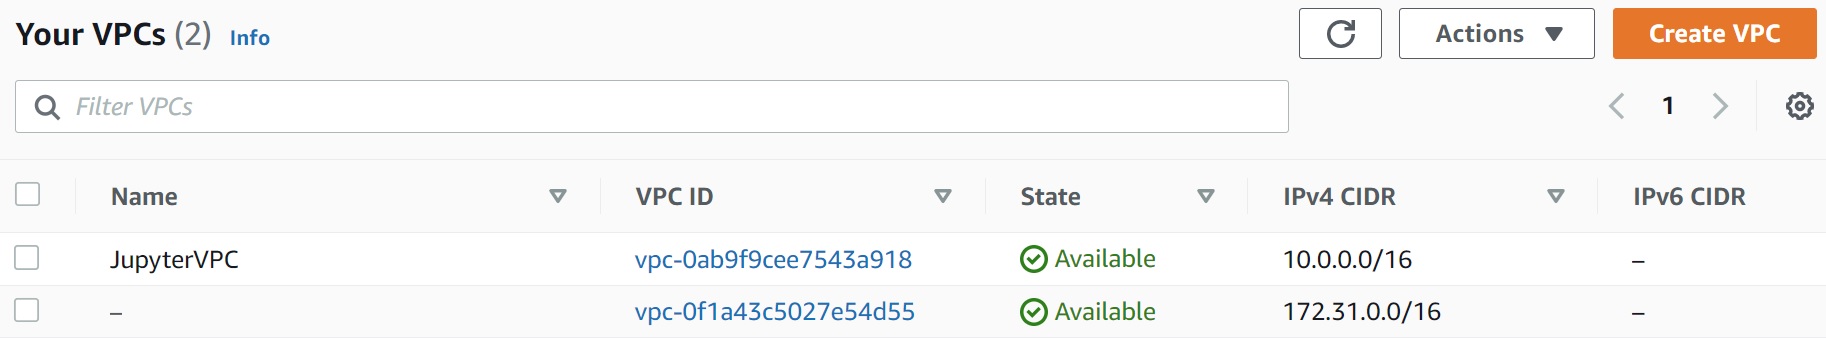 Your VPCs (2) Info Actions Create VPC
Filter VPCs 1
Name VPC ID State IPv4 CIDR IPv6 CIDR
JupyterVPC vpc-0ab9f9cee7543a918 Available 10.0.0.0/16 –
– vpc-0f1a43c5027e54d55 Available 172.31.0.0/16 –